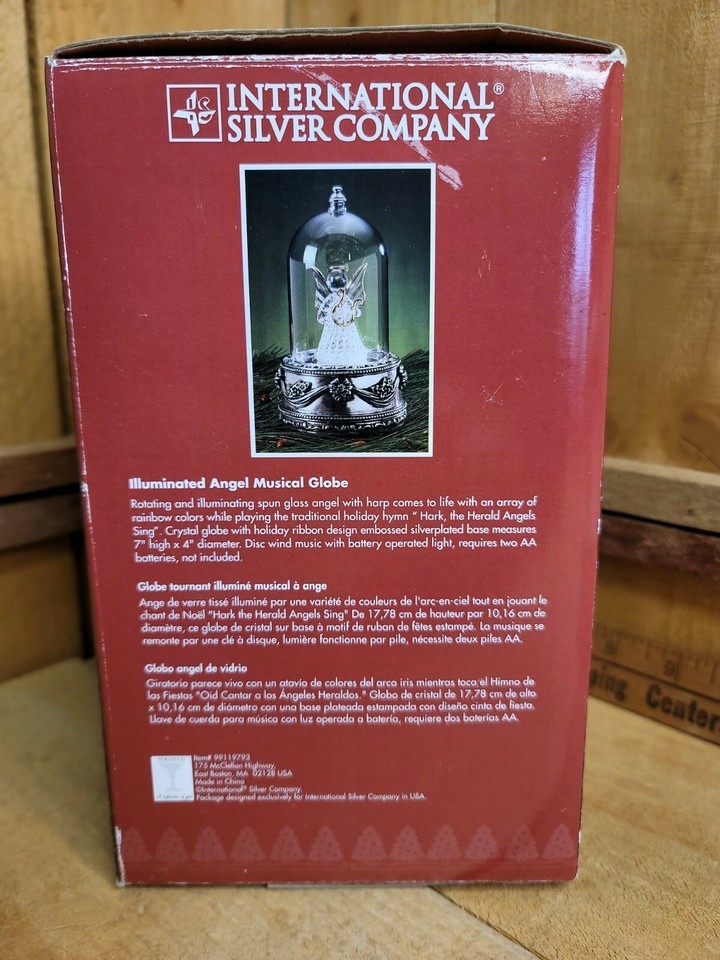 INTERNATIONAL®
SILVER COMPANY
Illuminated Angel Musical Globe
Rotating and illuminating spun glass angel with harp comes to life with an array of
rainbow colors while playing the traditional holiday hymn " Hark, the Herald Angels
Sing". Crystal globe with holiday ribbon design embossed silverplated base measures
7" high x 4" diameter. Disc wind music with battery operated light, requires two AA
batteries, not included.
Globe tournant illuminé musical à ange
Ange de verre tissé illuminé par une variété de couleurs de l'arc-en-ciel tout en jouant le
chant de Noël "Hark the Herald Angels Sing" De 17,78 cm de hauteur par 10,16 cm de
diamètre, ce globe de cristal sur base à motif de ruban de fêtes estampé. La musique se
remonte par une clé à disque, lumière fonctionne par pile, nécessite deux piles AA.
Globo angel de vidrio
Giratorio parece vivo con un atavio de colores del arco iris mientras toca el Himno de
las Fiestas "Oid Cantar a los Ángeles Heraldos." Globo de cristal de 17,78 cm de alto
x 10,16 cm de diámetro con una base plateada estampada con diseño cinta de fiesta.
Llave de cuerda para música con luz operada a batería, requiere dos baterías AA.
Item# 99119793
175 McClellan Highway,
East Boston, MA 02128 USA
Made in China
©International® Silver Company
Package designed exclusively for International Silver Company in USA.
ping Center